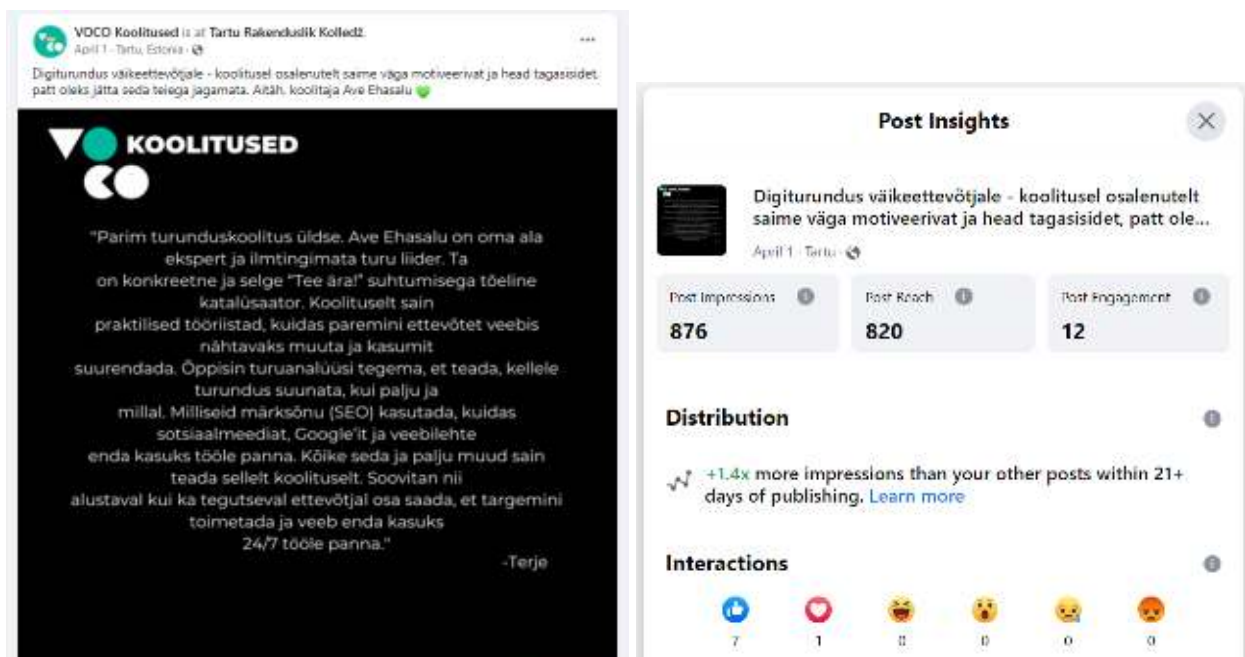 VOCO Koolitused is at Tartu Rakenduslik Kolledž.
April 1 · Tartu, Estonia ·
Digiturundus väikeettevõtjale - koolitusel osalenutelt saime väga motiveerivat ja head tagasisidet,
patt oleks jätta seda teiega jagamata. Aitäh, koolitaja Ave Ehasalu 💚
VOCO KOOLITUSED
"Parim turunduskoolitus üldse. Ave Ehasalu on oma ala
ekspert ja ilmtingimata turu liider. Ta
on konkreetne ja selge "Tee ära!" suhtumisega tõeline
katalüsaator. Koolituselt sain
praktilised tööriistad, kuidas paremini ettevõtet veebis
nähtavaks muuta ja kasumit
suurendada. Õppisin turuanalüüsi tegema, et teada, kellele
turundus suunata, kui palju ja
millal. Milliseid märksõnu (SEO) kasutada, kuidas
sotsiaalmeediat, Google'it ja veebilehte
enda kasuks tööle panna. Kõike seda ja palju muud sain
teada sellelt koolituselt. Soovitan nii
alustaval kui ka tegutseval ettevõtjal osa saada, et targemini
toimetada ja veeb enda kasuks
24/7 tööle panna."
-Terje
Post Insights
Digiturundus väikeettevõtjale - koolitusel osalenutelt
saime väga motiveerivat ja head tagasisidet, patt ole...
April 1 · Tartu ·
Post Impressions
876
Post Reach
820
Post Engagement
12
Distribution
+1.4x more impressions than your other posts within 21+
days of publishing. Learn more
Interactions
7 1 0 0 0 0